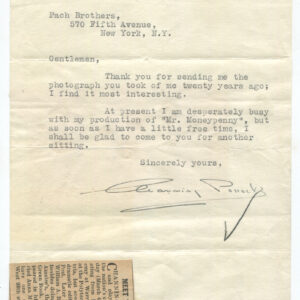 Pach Brothers,
570 Fifth Avenue,
New York, N.Y.
Gentlemen,
Thank you for sending me the
photograph you took of me twenty years ago;
I find it most interesting.
At present I am desperately busy
with my production of "Mr. Moneypenny", but
as soon as I have a little free time, I
shall be glad to come to you for another
sitting.
Sincerely yours,
Channing Pollock
MEET